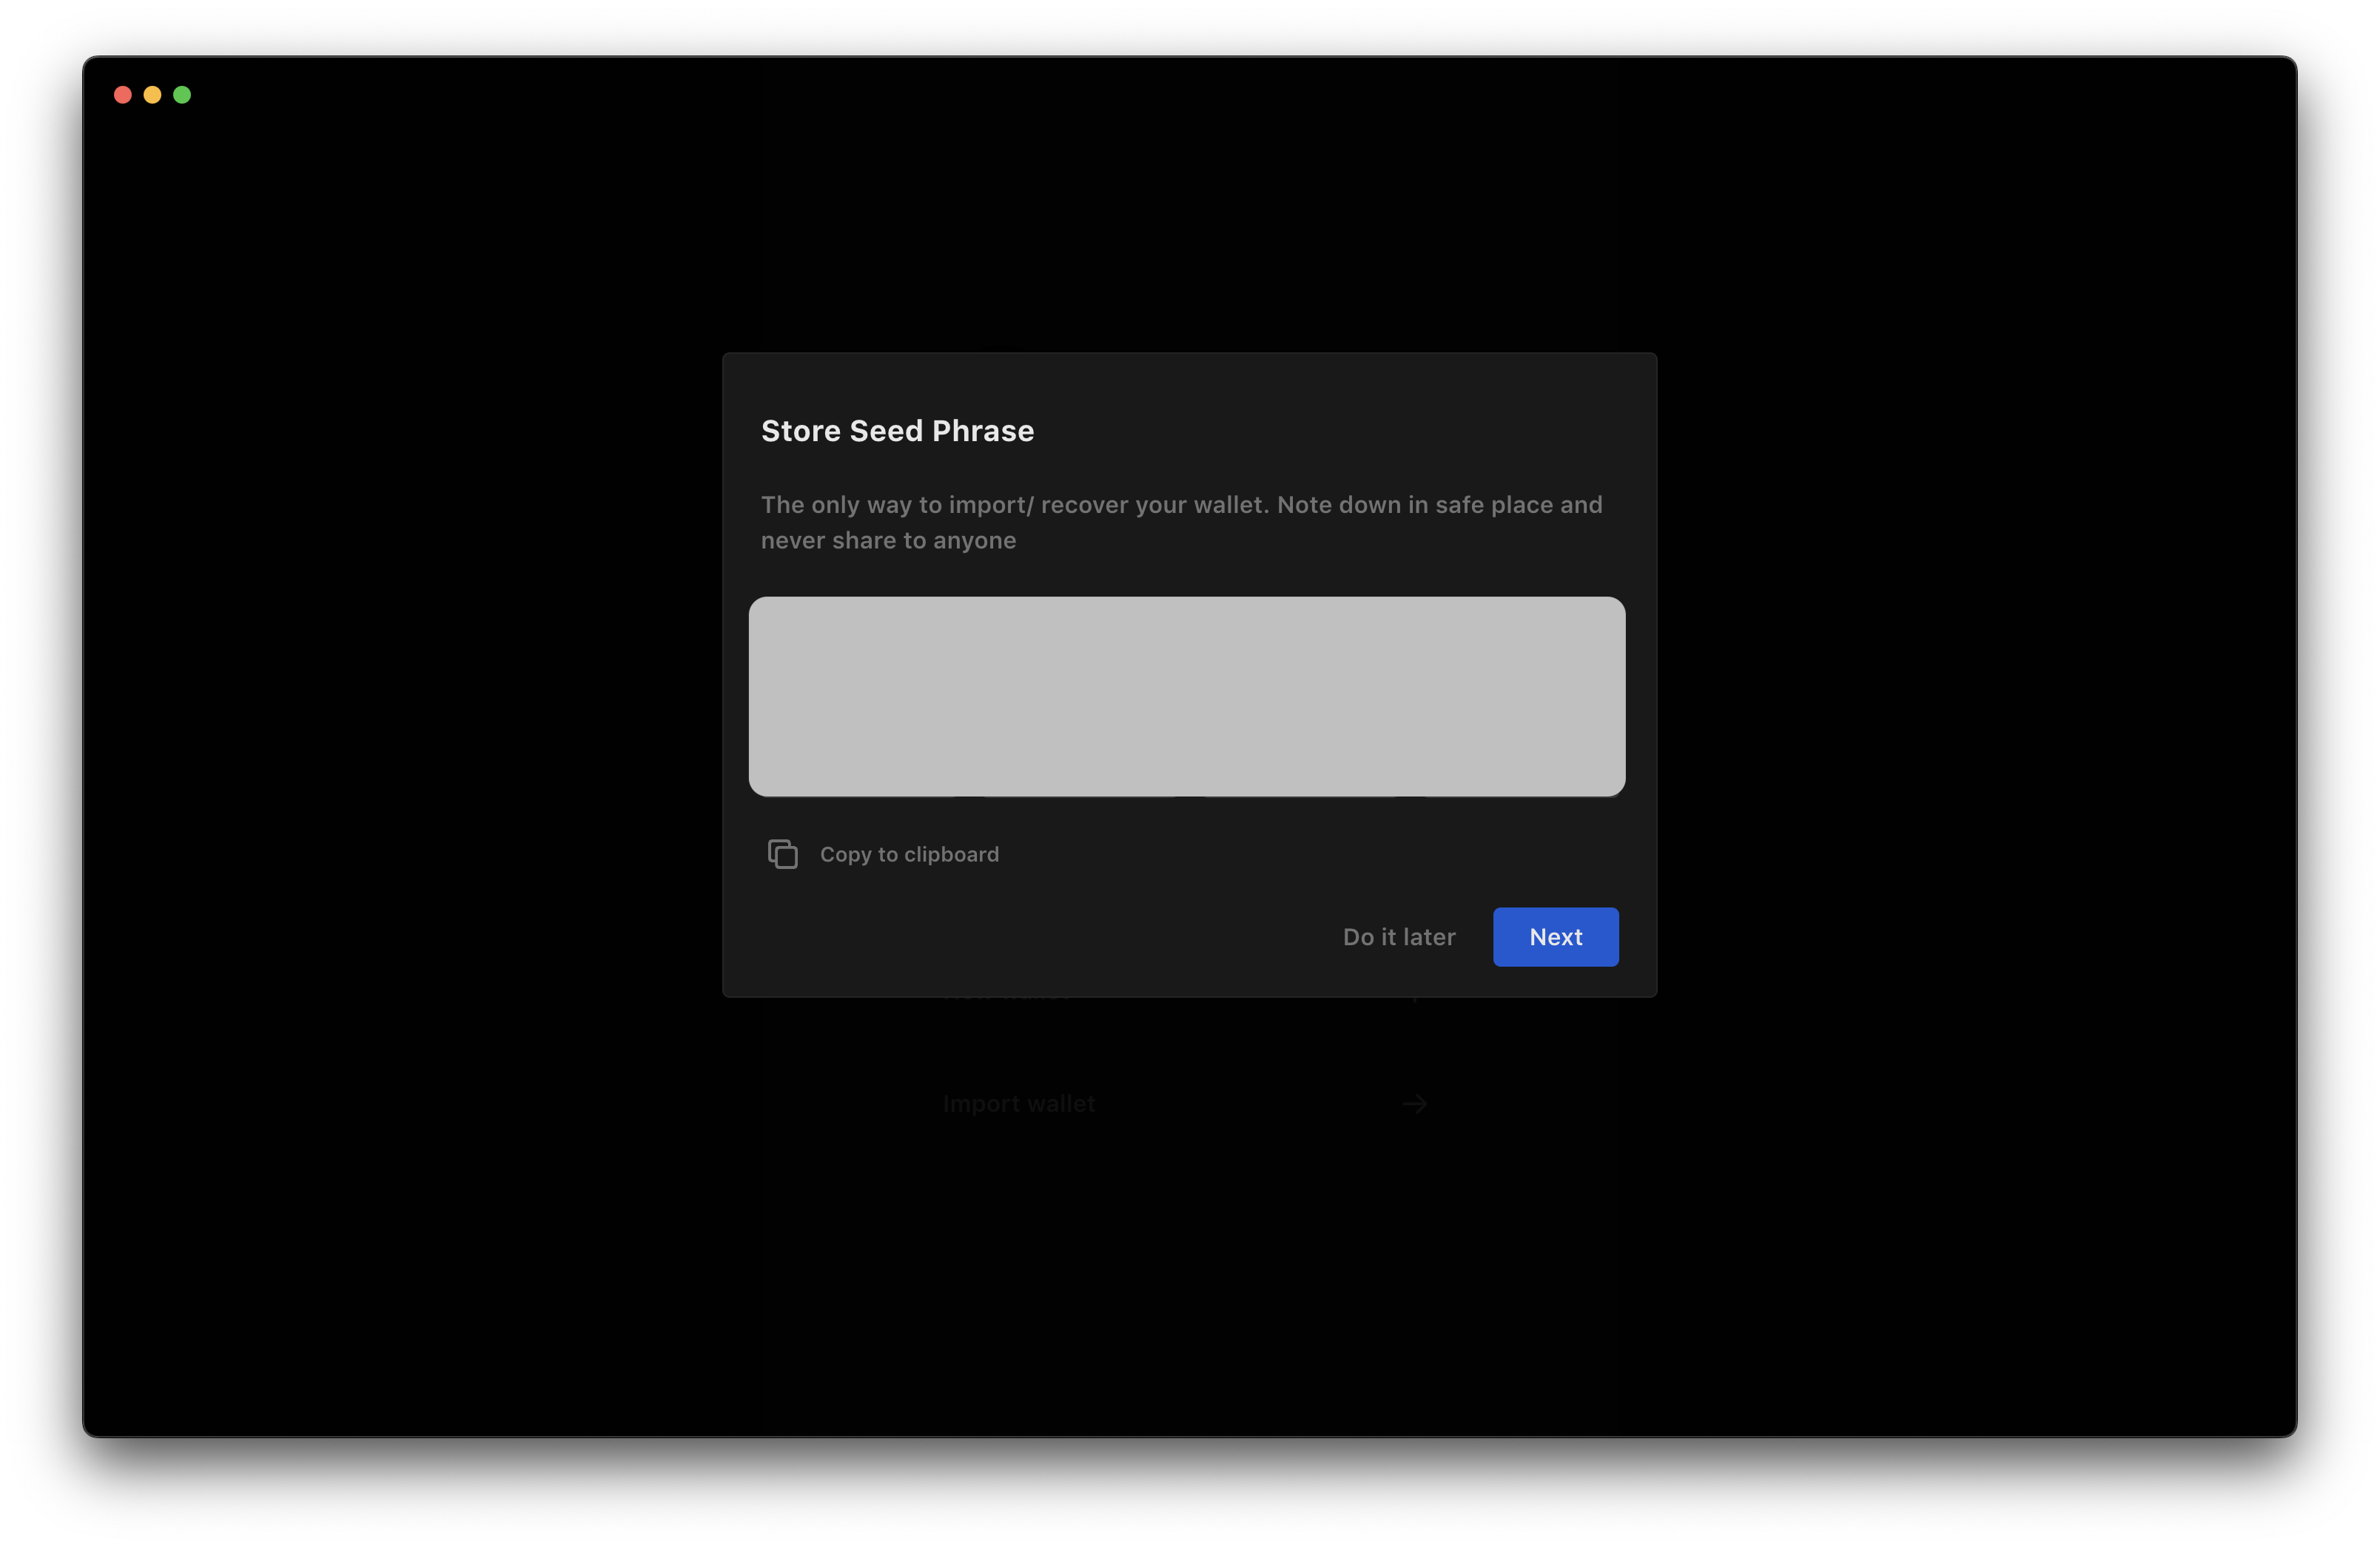 Store Seed Phrase
The only way to import/ recover your wallet. Note down in safe place and
never share to anyone
Copy to clipboard
Do it later
Next
Import wallet